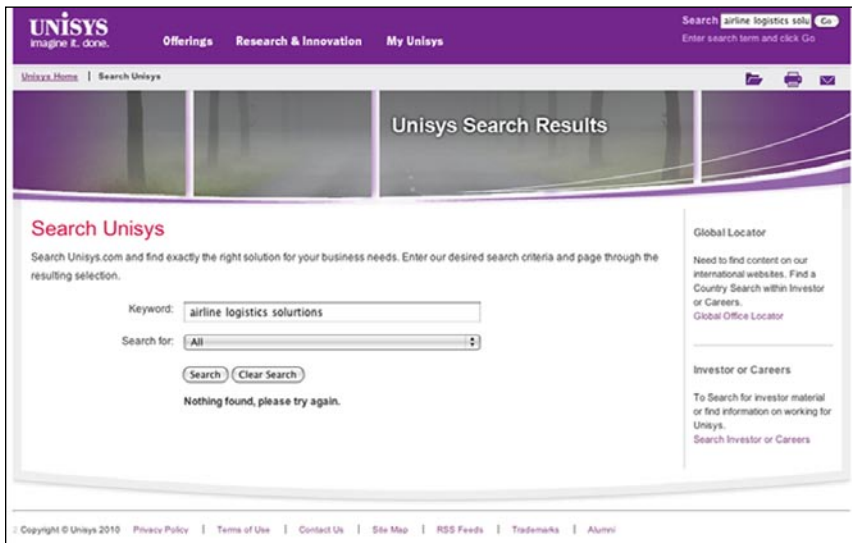 UNISYS
imagine it. done.
Offerings Research & Innovation My Unisys
Search airline logistics solu Go
Enter search term and click Go
Unisys Home | Search Unisys
Unisys Search Results
Search Unisys
Search Unisys.com and find exactly the right solution for your business needs. Enter our desired search criteria and page through the
resulting selection.
Keyword: airline logistics solurtions
Search for: All
Search Clear Search
Nothing found, please try again.
Global Locator
Need to find content on our
international websites. Find a
Country Search within Investor
or Careers.
Global Office Locator
Investor or Careers
To Search for investor material
or find information on working for
Unisys.
Search Investor or Careers
Copyright © Unisys 2010 Privacy Policy | Terms of Use | Contact Us | Site Map | RSS Feeds | Trademarks | Alumni